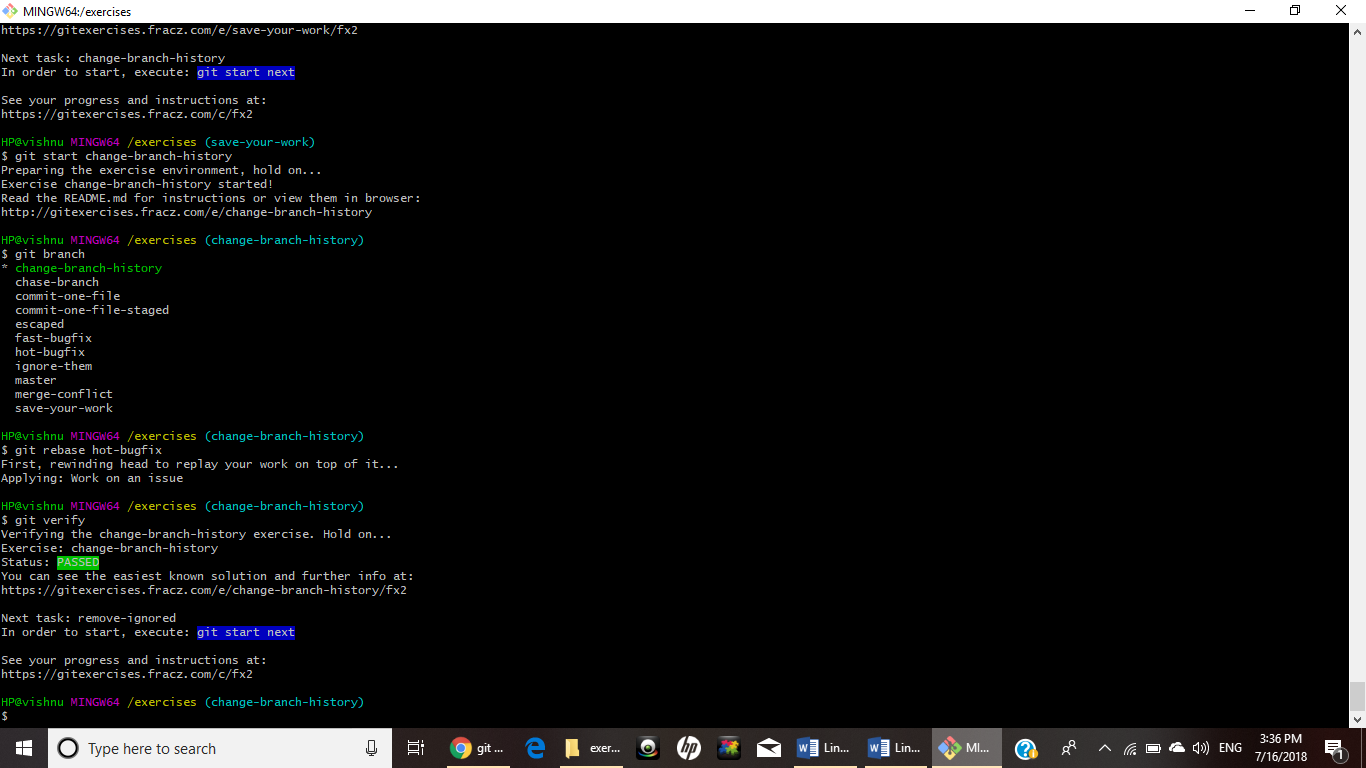 MINGW64:/exercises
https://gitexercises.fracz.com/e/save-your-work/fx2
Next task: change-branch-history
In order to start, execute: git start next
See your progress and instructions at:
https://gitexercises.fracz.com/c/fx2
HP@vishnu MINGW64 /exercises (save-your-work)
$ git start change-branch-history
Preparing the exercise environment, hold on...
Exercise change-branch-history started!
Read the README.md for instructions or view them in browser:
http://gitexercises.fracz.com/e/change-branch-history
HP@vishnu MINGW64 /exercises (change-branch-history)
$ git branch
* change-branch-history
chase-branch
commit-one-file
commit-one-file-staged
escaped
fast-bugfix
hot-bugfix
ignore-them
master
merge-conflict
save-your-work
HP@vishnu MINGW64 /exercises (change-branch-history)
$ git rebase hot-bugfix
First, rewinding head to replay your work on top of it...
Applying: Work on an issue
HP@vishnu MINGW64 /exercises (change-branch-history)
$ git verify
Verifying the change-branch-history exercise. Hold on...
Exercise: change-branch-history
Status: PASSED
You can see the easiest known solution and further info at:
https://gitexercises.fracz.com/e/change-branch-history/fx2
Next task: remove-ignored
In order to start, execute: git start next
See your progress and instructions at:
https://gitexercises.fracz.com/c/fx2
HP@vishnu MINGW64 /exercises (change-branch-history)
$
Type here to search
git ...
exer...
hp
Lin...
Lin...
MI...
ENG
3:36 PM
7/16/2018
1